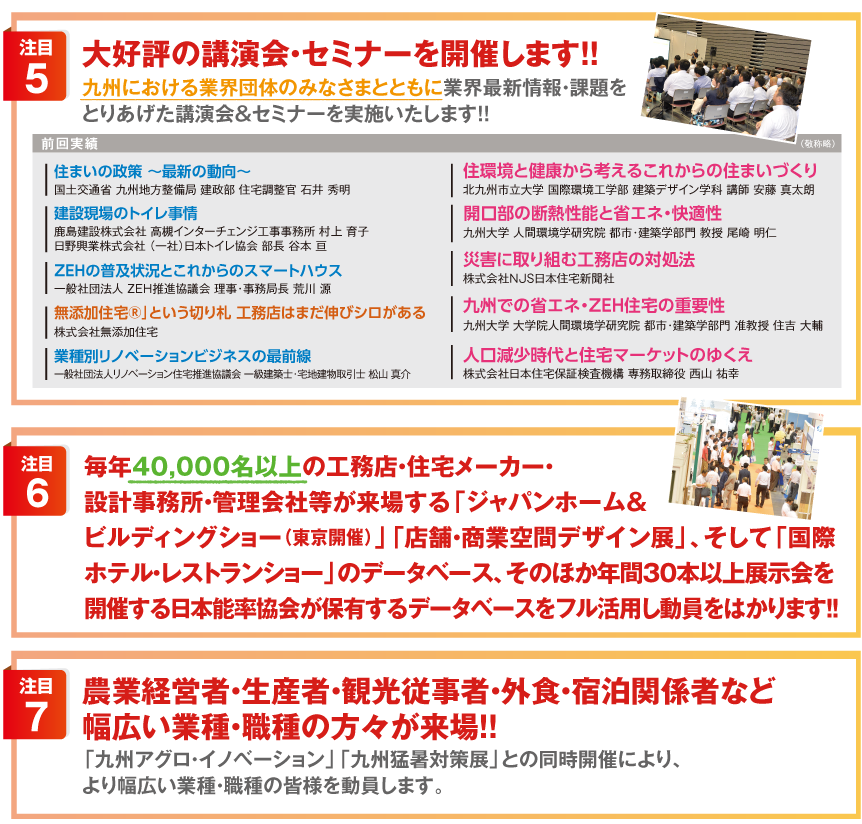 注目
5
大好評の講演会・セミナーを開催します!!
九州における業界団体のみなさまとともに業界最新情報・課題を
とりあげた講演会&セミナーを実施いたします!!
前回実績
（敬称略）
住まいの政策 〜最新の動向〜
国土交通省 九州地方整備局 建政部 住宅調整官 石井 秀明
建設現場のトイレ事情
鹿島建設株式会社 高槻インターチェンジ工事事務所 村上 育子
日野興業株式会社 （一社）日本トイレ協会 部長 谷本 亘
ZEHの普及状況とこれからのスマートハウス
一般社団法人 ZEH推進協議会 理事・事務局長 荒川 源
無添加住宅®」という切り札 工務店はまだ伸びシロがある
株式会社無添加住宅
業種別リノベーションビジネスの最前線
一般社団法人リノベーション住宅推進協議会 一級建築士・宅地建物取引士 松山 真介
住環境と健康から考えるこれからの住まいづくり
北九州市立大学 国際環境工学部 建築デザイン学科 講師 安藤 真太朗
開口部の断熱性能と省エネ・快適性
九州大学 人間環境学研究院 都市・建築学部門 教授 尾崎 明仁
災害に取り組む工務店の対処法
株式会社NJS日本住宅新聞社
九州での省エネ・ZEH住宅の重要性
九州大学 大学院人間環境学研究院 都市・建築学部門 准教授 住吉 大輔
人口減少時代と住宅マーケットのゆくえ
株式会社日本住宅保証検査機構 専務取締役 西山 祐幸
注目
6
毎年40,000名以上の工務店・住宅メーカー・
設計事務所・管理会社等が来場する「ジャパンホーム&
ビルディングショー（東京開催）」「店舗・商業空間デザイン展」、そして「国際
ホテル・レストランショー」のデータベース、そのほか年間30本以上展示会を
開催する日本能率協会が保有するデータベースをフル活用し動員をはかります!!
注目
7
農業経営者・生産者・観光従事者・外食・宿泊関係者など
幅広い業種・職種の方々が来場!!
「九州アグロ・イノベーション」「九州猛暑対策展」との同時開催により、
より幅広い業種・職種の皆様を動員します。